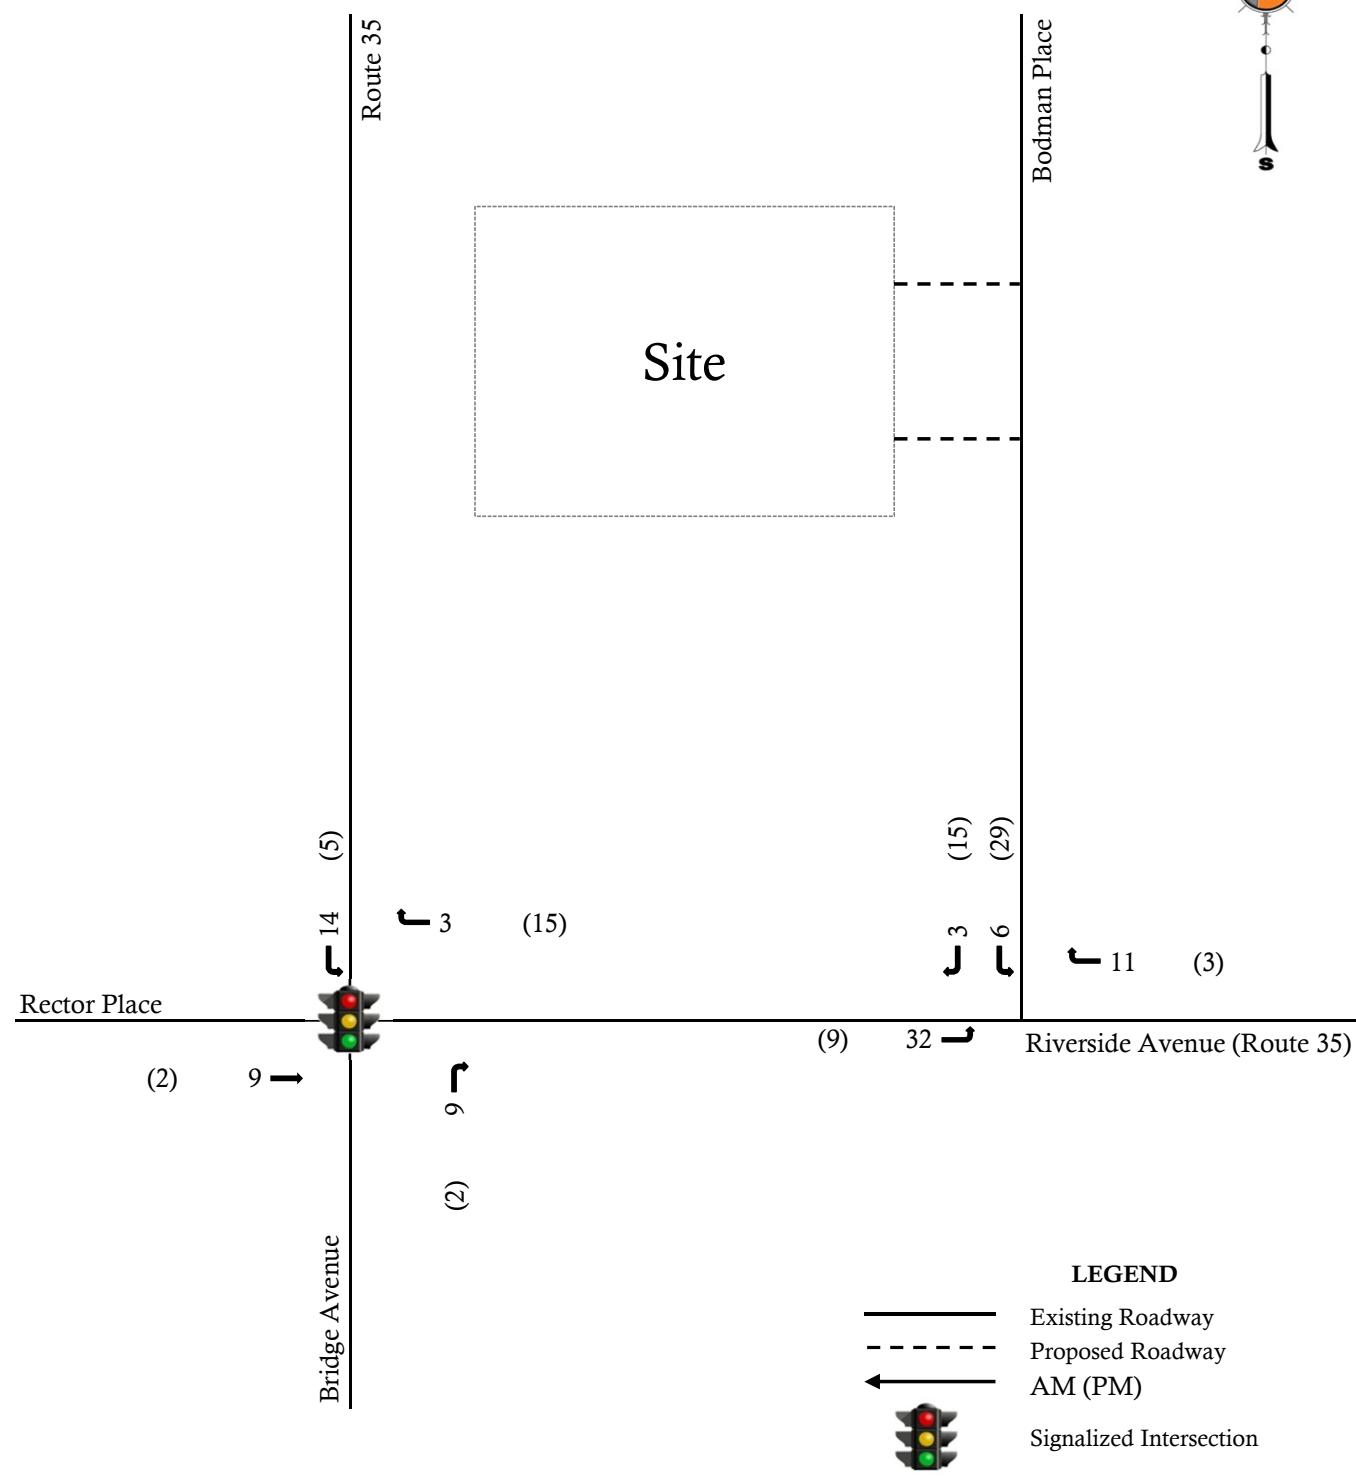 Route 35
Bodman Place
S
Site
(5)
(15)
(29)
14
3
(15)
3
6
11
(3)
Rector Place
(9)
32
Riverside Avenue (Route 35)
(2)
9
9
(2)
Bridge Avenue
LEGEND
Existing Roadway
Proposed Roadway
AM (PM)
Signalized Intersection